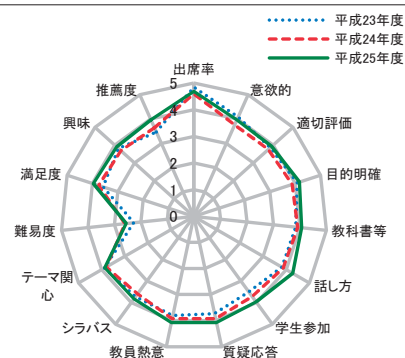 平成23年度
平成24年度
平成25年度
出席率
意欲的
適切評価
目的明確
教科書等
話し方
学生参加
質疑応答
教員熱意
シラバス
テーマ関
心
難易度
満足度
興味
推薦度
5
4
3
2
1
0